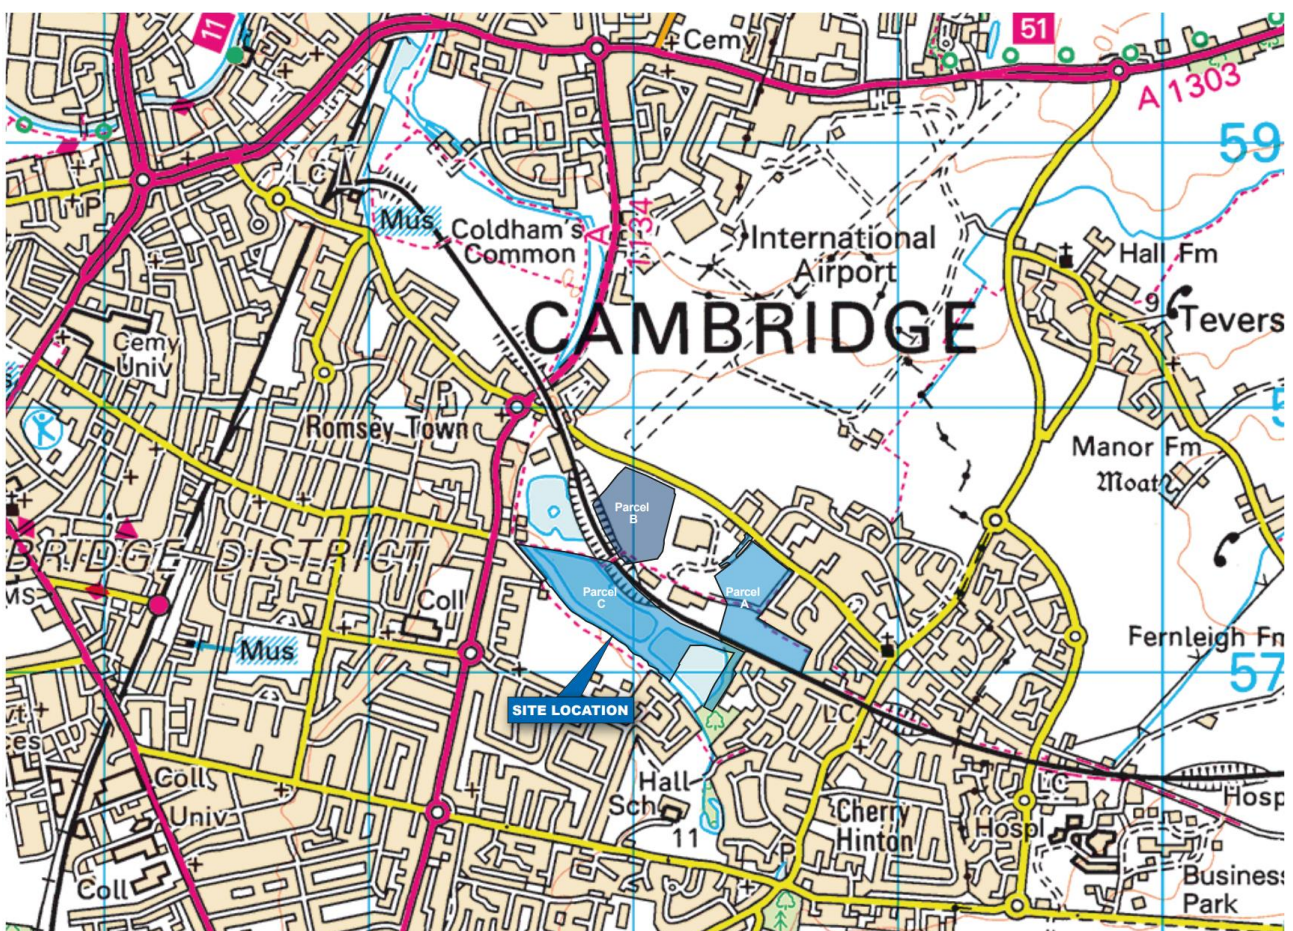 11
51
Cemy
A 1303
59
LC
P
Mus
Coldham's
Common
A 1134
International
Airport
Hall Fm
CAMBRIDGE
Tevers
Cemy
Univ
P
Romsey Town
Manor Fm
Moat
Parcel
B
BRIDGE DISTRICT
Parcel
C
Parcel
A
Coll
Mus
Fernleigh Fm
57
SITE LOCATION
LC
Coll
Univ
Hall
Sch
11
Cherry
Hinton
LC
Hospl
Hosp
P
Coll
Business
Park